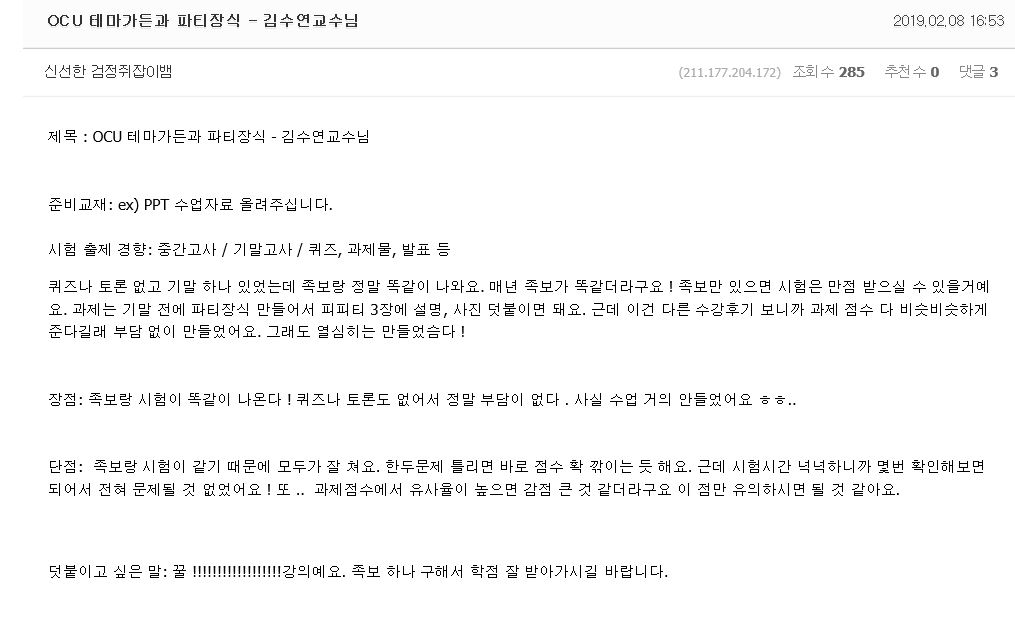 OCU 테마가든과 파티장식 - 김수연교수님
2019,02,08 16:53
신선한 검정쥐잡이뱀
(211.177.204.172) 조회수 285 추천수 0 댓글 3
제목 : OCU 테마가든과 파티장식 - 김수연교수님
준비교재: ex) PPT 수업자료 올려주십니다.
시험 출제 경향: 중간고사 / 기말고사 / 퀴즈, 과제물, 발표 등
퀴즈나 토론 없고 기말 하나 있었는데 족보랑 정말 똑같이 나와요. 매년 족보가 똑같더라구요 ! 족보만 있으면 시험은 만점 받으실 수 있을거예
요. 과제는 기말 전에 파티장식 만들어서 피피티 3장에 설명, 사진 덧붙이면 돼요. 근데 이건 다른 수강후기 보니까 과제 점수 다 비슷비슷하게
준다길래 부담 없이 만들었어요. 그래도 열심히는 만들었슴다 !
장점: 족보랑 시험이 똑같이 나온다 ! 퀴즈나 토론도 없어서 정말 부담이 없다 . 사실 수업 거의 안들었어요 ㅎㅎ..
단점:  족보랑 시험이 같기 때문에 모두가 잘 쳐요. 한두문제 틀리면 바로 점수 확 깎이는 듯 해요. 근데 시험시간 넉넉하니까 몇번 확인해보면
되어서 전혀 문제될 것 없었어요 ! 또 ..  과제점수에서 유사율이 높으면 감점 큰 것 같더라구요 이 점만 유의하시면 될 것 같아요.
덧붙이고 싶은 말: 꿀 !!!!!!!!!!!!!!!!!!강의예요. 족보 하나 구해서 학점 잘 받아가시길 바랍니다.